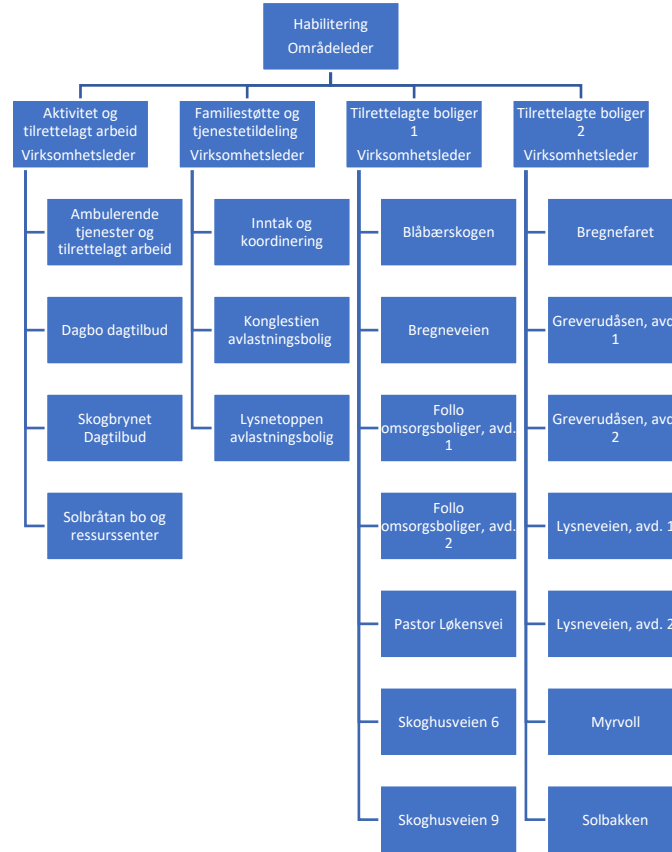 Habilitering
Områdeleder
Aktivitet og
tilrettelagt arbeid
Virksomhetsleder
Familiestøtte og
tjenestetildeling
Virksomhetsleder
Tilrettelagte boliger
1
Virksomhetsleder
Tilrettelagte boliger
2
Virksomhetsleder
Ambulerende
tjenester og
tilrettelagt arbeid
Dagbo dagtilbud
Skogbrynet
Dagtilbud
Solbråtan bo og
ressurssenter
Inntak og
koordinering
Konglestien
avlastningsbolig
Lysnetoppen
avlastningsbolig
Blåbærskogen
Bregneveien
Follo
omsorgsboliger, avd.
1
Follo
omsorgsboliger, avd.
2
Pastor Løkensvei
Skoghusveien 6
Skoghusveien 9
Bregnefaret
Greverudåsen, avd
1
Greverudåsen, avd
2
Lysneveien, avd. 1
Lysneveien, avd. 2
Myrvoll
Solbakken